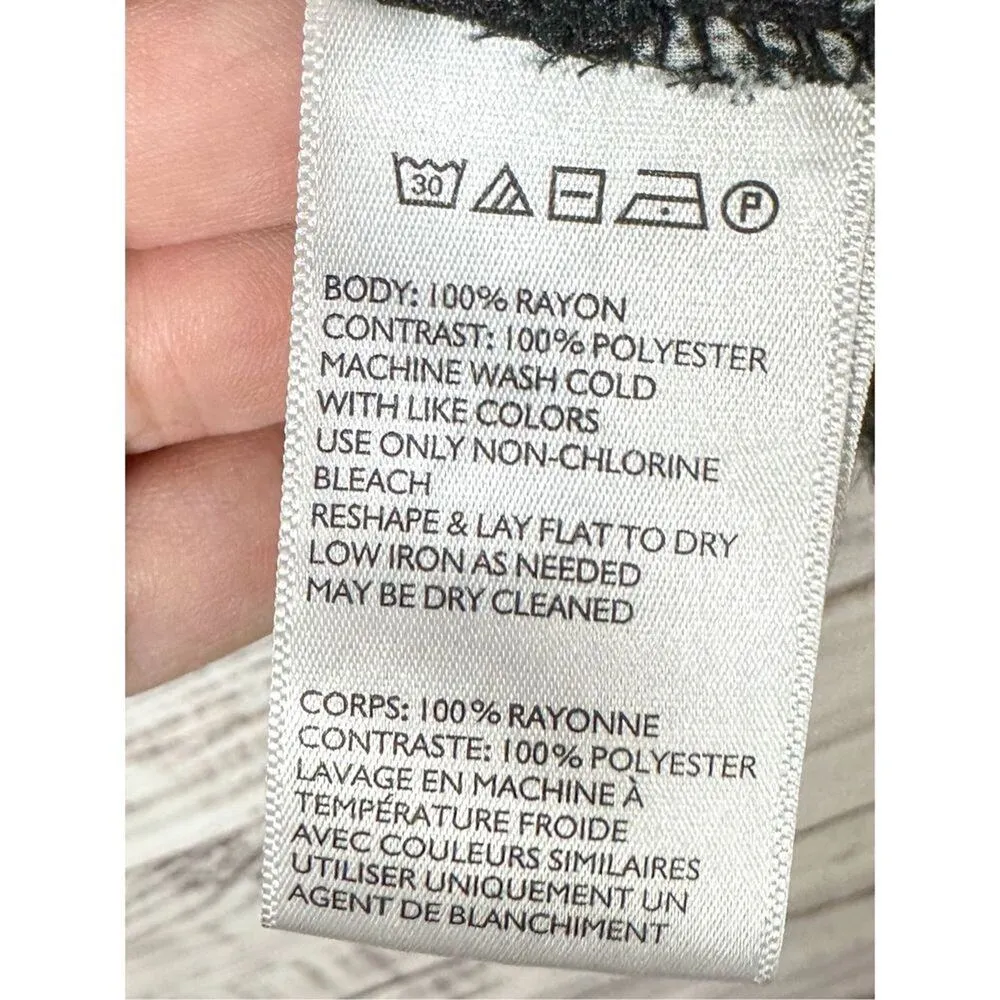 30 P
BODY: 100% RAYON
CONTRAST: 100% POLYESTER
MACHINE WASH COLD
WITH LIKE COLORS
USE ONLY NON-CHLORINE
BLEACH
RESHAPE & LAY FLAT TO DRY
LOW IRON AS NEEDED
MAY BE DRY CLEANED
CORPS: 100% RAYONNE
CONTRASTE: 100% POLYESTER
LAVAGE EN MACHINE À
TEMPÉRATURE FROIDE
AVEC COULEURS SIMILAIRES
UTILISER UNIQUEMENT UN
AGENT DE BLANCHIMENT